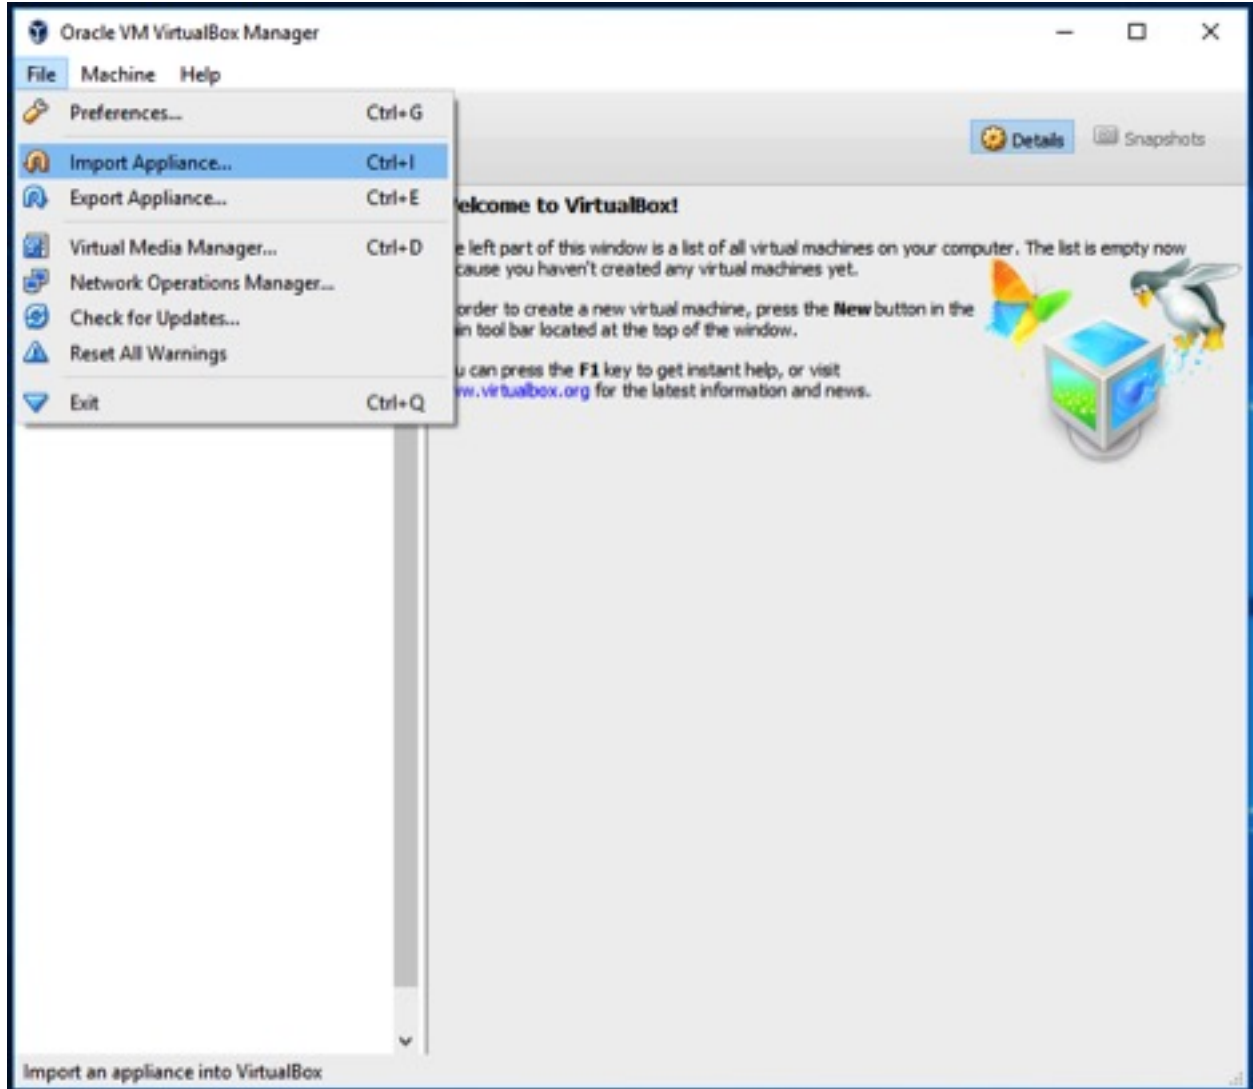 Oracle VM VirtualBox Manager
File Machine Help
Preferences... Ctrl+G
Import Appliance... Ctrl+I
Export Appliance... Ctrl+E
Virtual Media Manager... Ctrl+D
Network Operations Manager...
Check for Updates...
Reset All Warnings
Exit Ctrl+Q
Details Snapshots
elcome to VirtualBox!
e left part of this window is a list of all virtual machines on your computer. The list is empty now
cause you haven't created any virtual machines yet.
order to create a new virtual machine, press the New button in the
in tool bar located at the top of the window.
u can press the F1 key to get instant help, or visit
ww.virtualbox.org for the latest information and news.
Import an appliance into VirtualBox